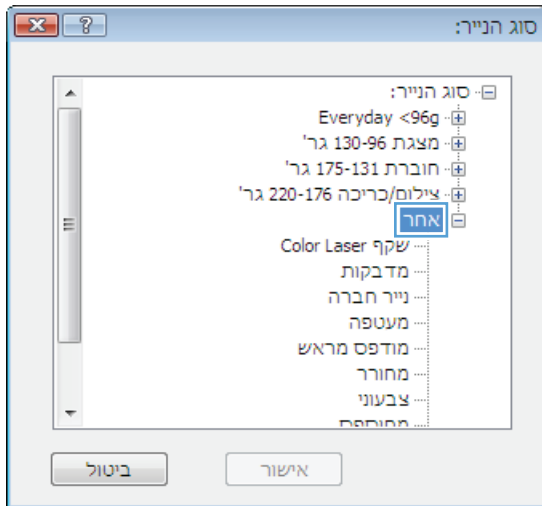 סוג הנייר:
סוג הנייר:
Everyday <96g
מצגת 130-96 גר'
חוברת 175-131 גר'
צילום/כריכה 220-176 גר'
אחר
שקף Color Laser
מדבקות
נייר חברה
מעטפה
מודפס מראש
מחורר
צבעוני
מחוספס
אישור
ביטול